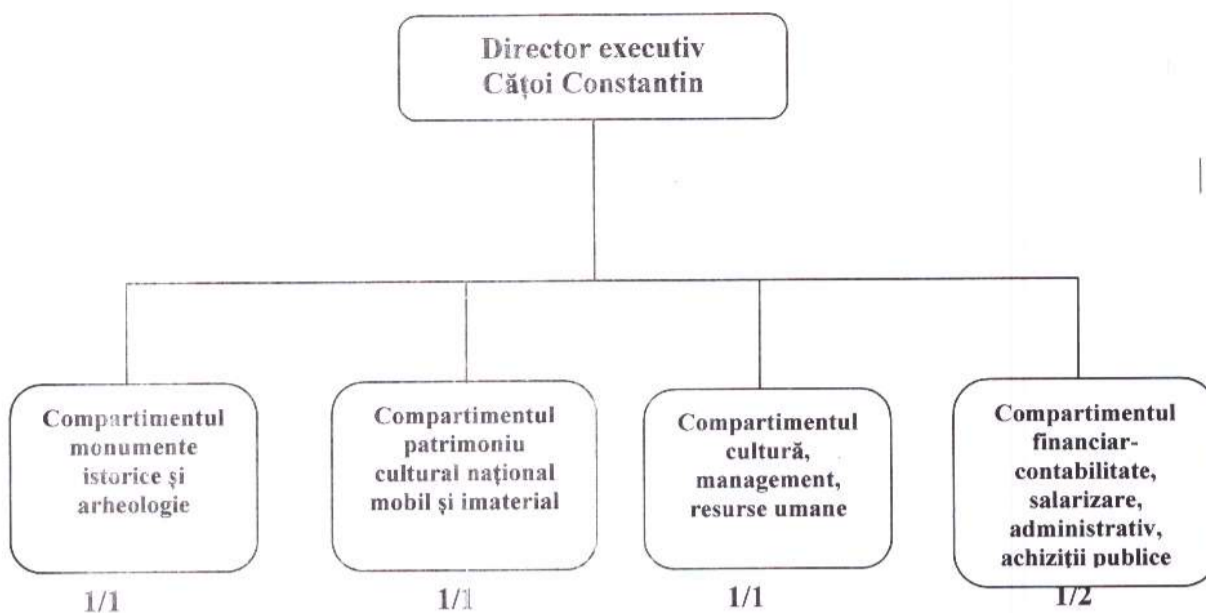 Director executiv
Cățoi Constantin
Compartimentul
monumente
istorice și
arheologie
1/1
Compartimentul
patrimoniu
cultural național
mobil și imaterial
1/1
Compartimentul
cultură,
management,
resurse umane
1/1
Compartimentul
financiar-
contabilitate,
salarizare,
administrativ,
achiziții publice
1/2